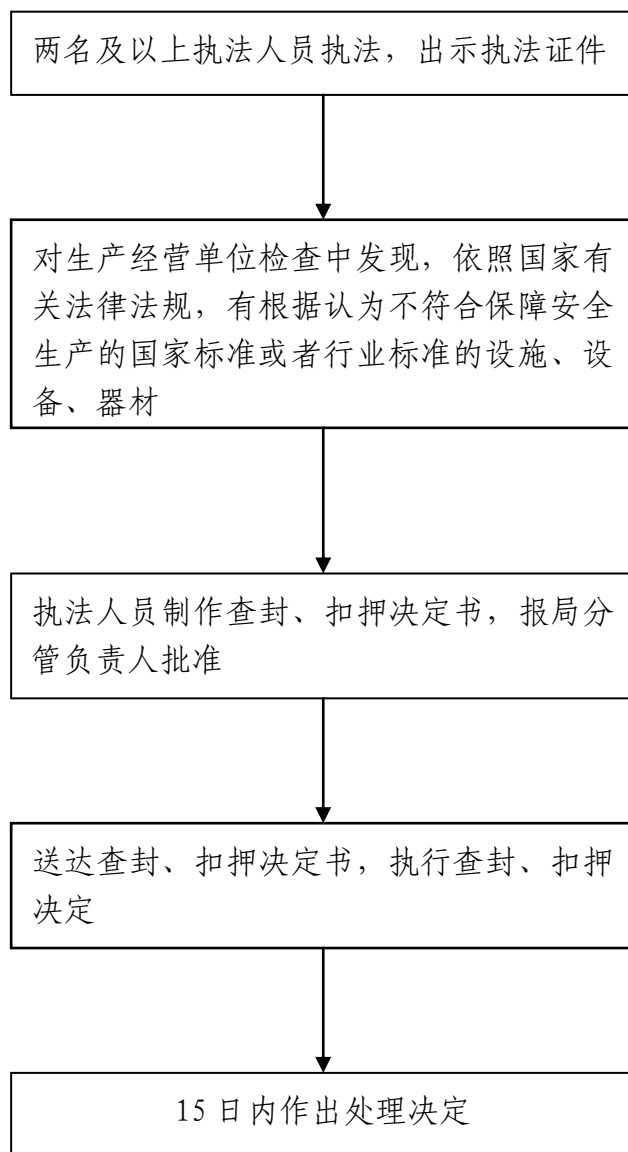 两名及以上执法人员执法，出示执法证件
对生产经营单位检查中发现，依照国家有
关法律法规，有根据认为不符合保障安全
生产的国家标准或者行业标准的设施、设
备、器材
执法人员制作查封、扣押决定书，报局分
管负责人批准
送达查封、扣押决定书，执行查封、扣押
决定
15 日内作出处理决定